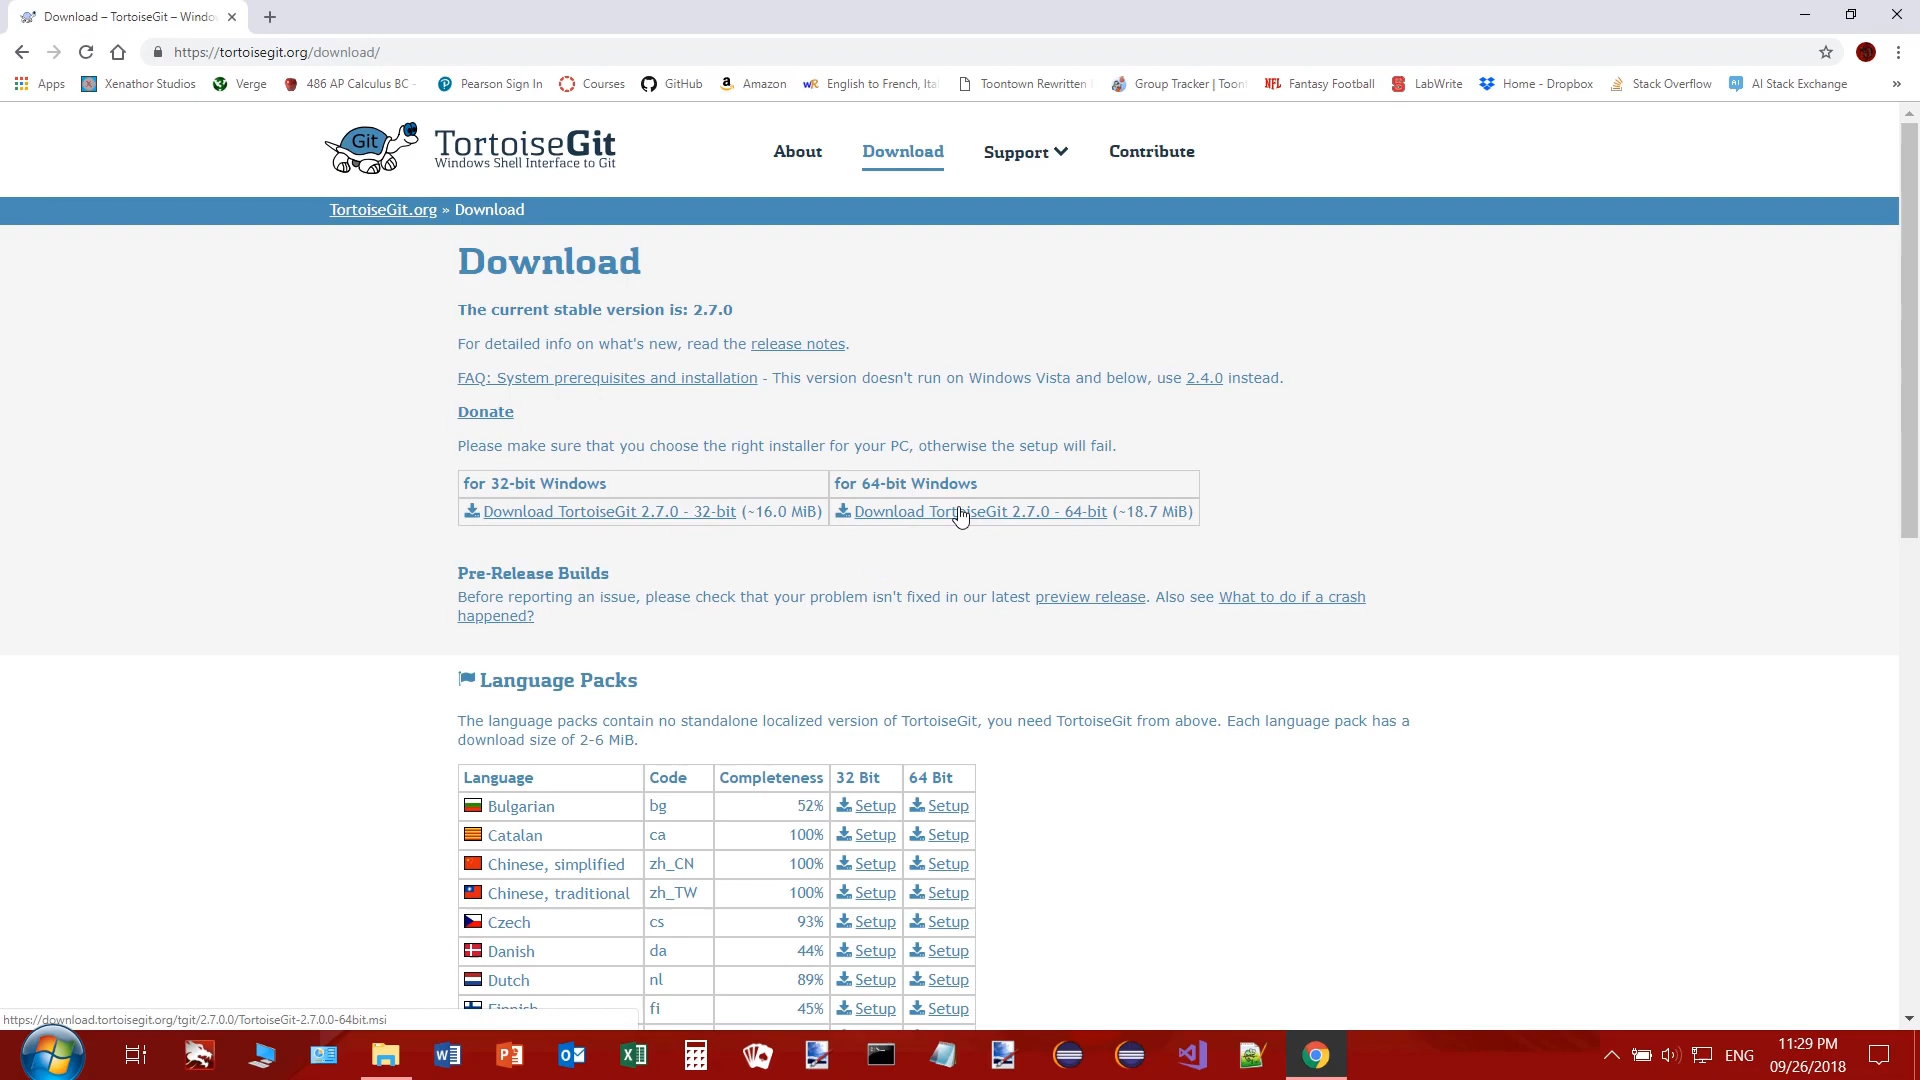 Download – TortoiseGit – Windo
https://tortoisegit.org/download/
Apps Xenathor Studios Verge 486 AP Calculus BC - Pearson Sign In Courses GitHub Amazon English to French, Ita Toontown Rewritten Group Tracker | Toont Fantasy Football LabWrite Home - Dropbox Stack Overflow AI Stack Exchange »
Git TortoiseGit
Windows Shell Interface to Git
About Download Support Contribute
TortoiseGit.org » Download
Download
The current stable version is: 2.7.0
For detailed info on what's new, read the release notes.
FAQ: System prerequisites and installation - This version doesn't run on Windows Vista and below, use 2.4.0 instead.
Donate
Please make sure that you choose the right installer for your PC, otherwise the setup will fail.
for 32-bit Windows for 64-bit Windows
Download TortoiseGit 2.7.0 - 32-bit (~16.0 MiB) Download TortoiseGit 2.7.0 - 64-bit (~18.7 MiB)
Pre-Release Builds
Before reporting an issue, please check that your problem isn't fixed in our latest preview release. Also see What to do if a crash
happened?
Language Packs
The language packs contain no standalone localized version of TortoiseGit, you need TortoiseGit from above. Each language pack has a
download size of 2-6 MiB.
Language Code Completeness 32 Bit 64 Bit
Bulgarian bg 52% Setup Setup
Catalan ca 100% Setup Setup
Chinese, simplified zh_CN 100% Setup Setup
Chinese, traditional zh_TW 100% Setup Setup
Czech cs 93% Setup Setup
Danish da 44% Setup Setup
Dutch nl 89% Setup Setup
Finnish fi 45% Setup Setup
https://download.tortoisegit.org/tgit/2.7.0.0/TortoiseGit-2.7.0.0-64bit.msi
ENG 11:29 PM
09/26/2018